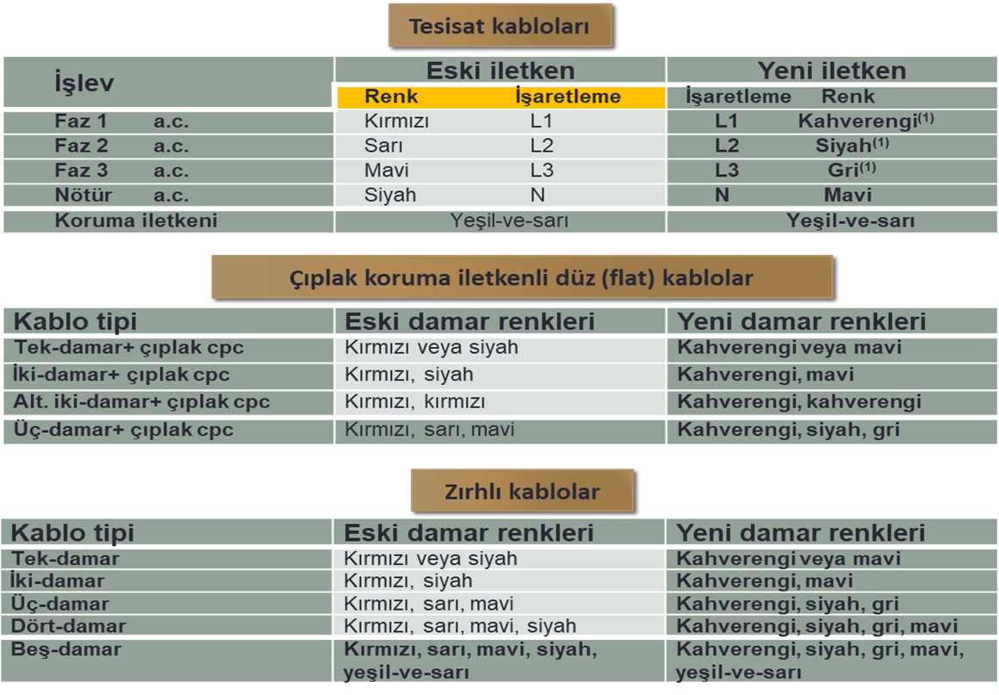 Tesisat kabloları
İşlev Eski iletken Yeni iletken
Renk İşaretleme İşaretleme Renk
Faz 1 a.c. Kırmızı L1 L1 Kahverengi(1)
Faz 2 a.c. Sarı L2 L2 Siyah(1)
Faz 3 a.c. Mavi L3 L3 Gri(1)
Nötür a.c. Siyah N N Mavi
Koruma iletkeni Yeşil-ve-sarı Yeşil-ve-sarı
Çıplak koruma iletkenli düz (flat) kablolar
Kablo tipi Eski damar renkleri Yeni damar renkleri
Tek-damar+ çıplak cpc Kırmızı veya siyah Kahverengi veya mavi
İki-damar+ çıplak cpc Kırmızı, siyah Kahverengi, mavi
Alt. iki-damar+ çıplak cpc Kırmızı, kırmızı Kahverengi, kahverengi
Üç-damar+ çıplak cpc Kırmızı, sarı, mavi Kahverengi, siyah, gri
Zırhlı kablolar
Kablo tipi Eski damar renkleri Yeni damar renkleri
Tek-damar Kırmızı veya siyah Kahverengi veya mavi
İki-damar Kırmızı, siyah Kahverengi, mavi
Üç-damar Kırmızı, sarı, mavi Kahverengi, siyah, gri
Dört-damar Kırmızı, sarı, mavi, siyah Kahverengi, siyah, gri, mavi
Beş-damar Kırmızı, sarı, mavi, siyah, Kahverengi, siyah, gri, mavi,
yeşil-ve-sarı yeşil-ve-sarı